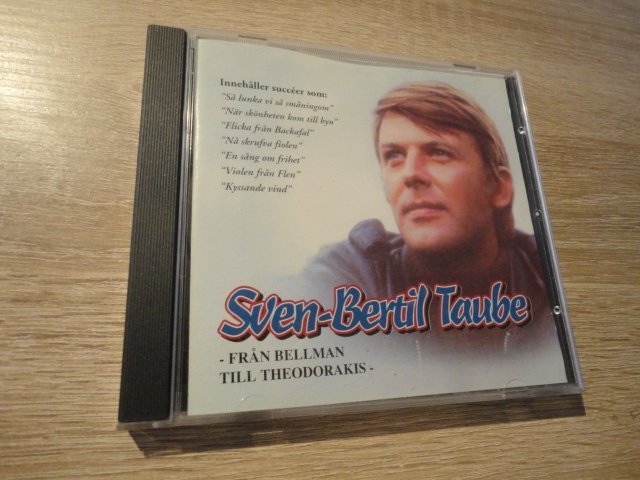 Innehåller succéer som:
"Så lunka vi så småningom"
"När skönheten kom till byn"
"Flicka från Backafal"
"Nå skrufva fiolen"
"En sång om frihet"
"Violen från Flen"
"Kyssande vind"
Sven-Bertil Taube
- FRÅN BELLMAN
TILL THEODORAKIS -